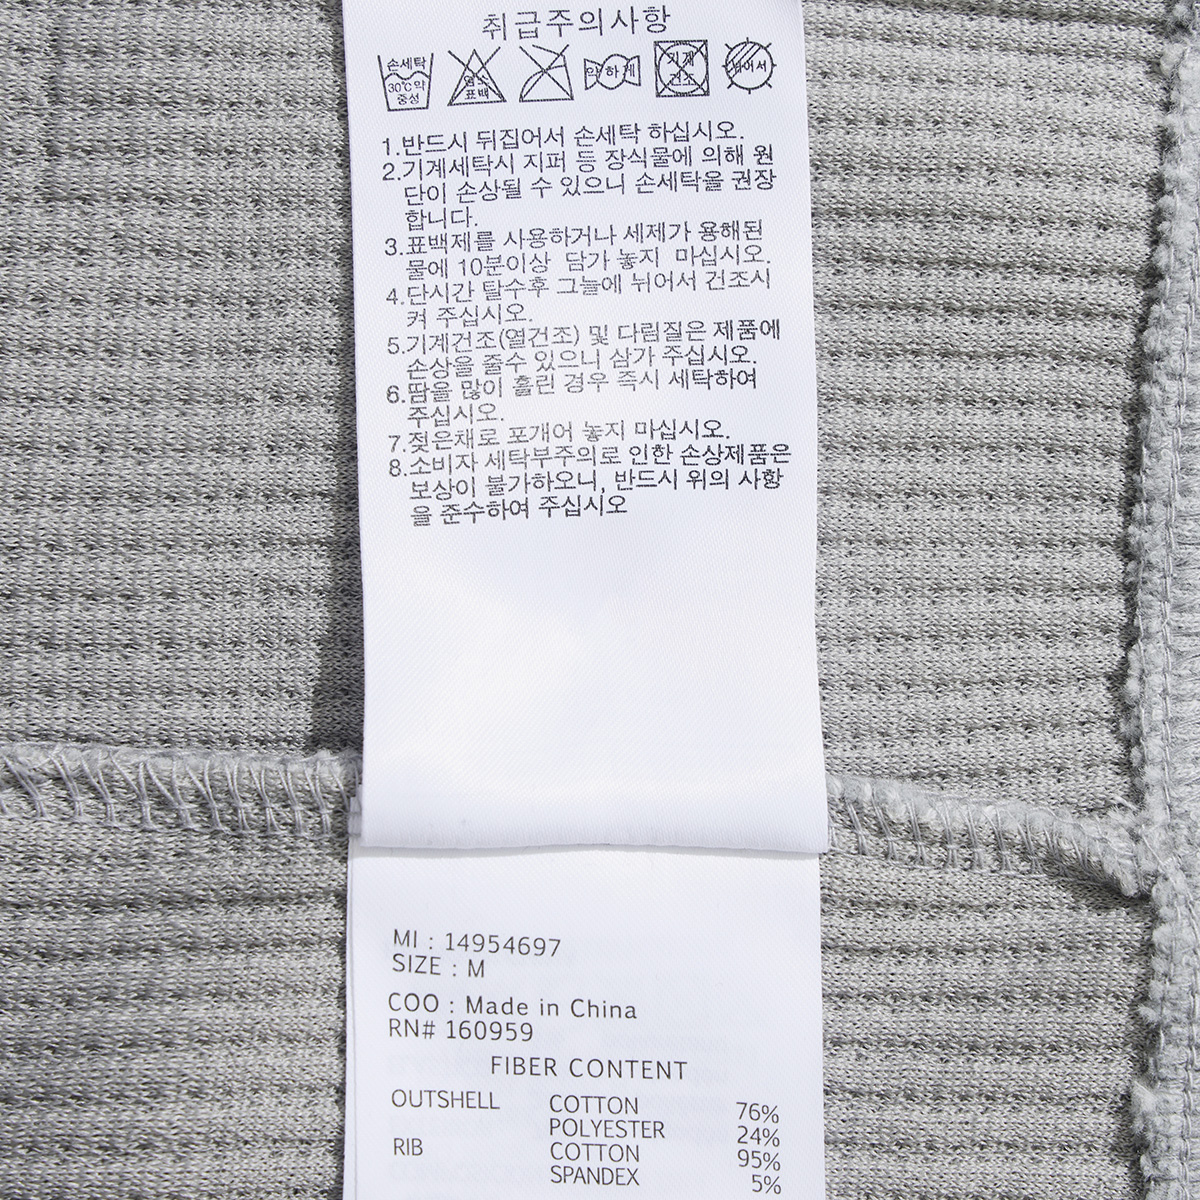 취급주의사항
손세탁 30℃약 중성 염소 표백 약하게 기계 건조 뉘어서
1.반드시 뒤집어서 손세탁 하십시오.
2.기계세탁시 지퍼 등 장식물에 의해 원
단이 손상될 수 있으니 손세탁을 권장
합니다.
3.표백제를 사용하거나 세제가 용해된
물에 10분이상 담가 놓지 마십시오.
4.단시간 탈수후 그늘에 뉘어서 건조시
켜 주십시오.
5.기계건조(열건조) 및 다림질은 제품에
손상을 줄수 있으니 삼가 주십시오.
6.땀을 많이 흘린 경우 즉시 세탁하여
주십시오.
7.젖은채로 포개어 놓지 마십시오.
8.소비자 세탁부주의로 인한 손상제품은
보상이 불가하오니, 반드시 위의 사항
을 준수하여 주십시오
MI : 14954697
SIZE : M
COO : Made in China
RN# 160959
FIBER CONTENT
OUTSHELL COTTON 76%
POLYESTER 24%
RIB COTTON 95%
SPANDEX 5%